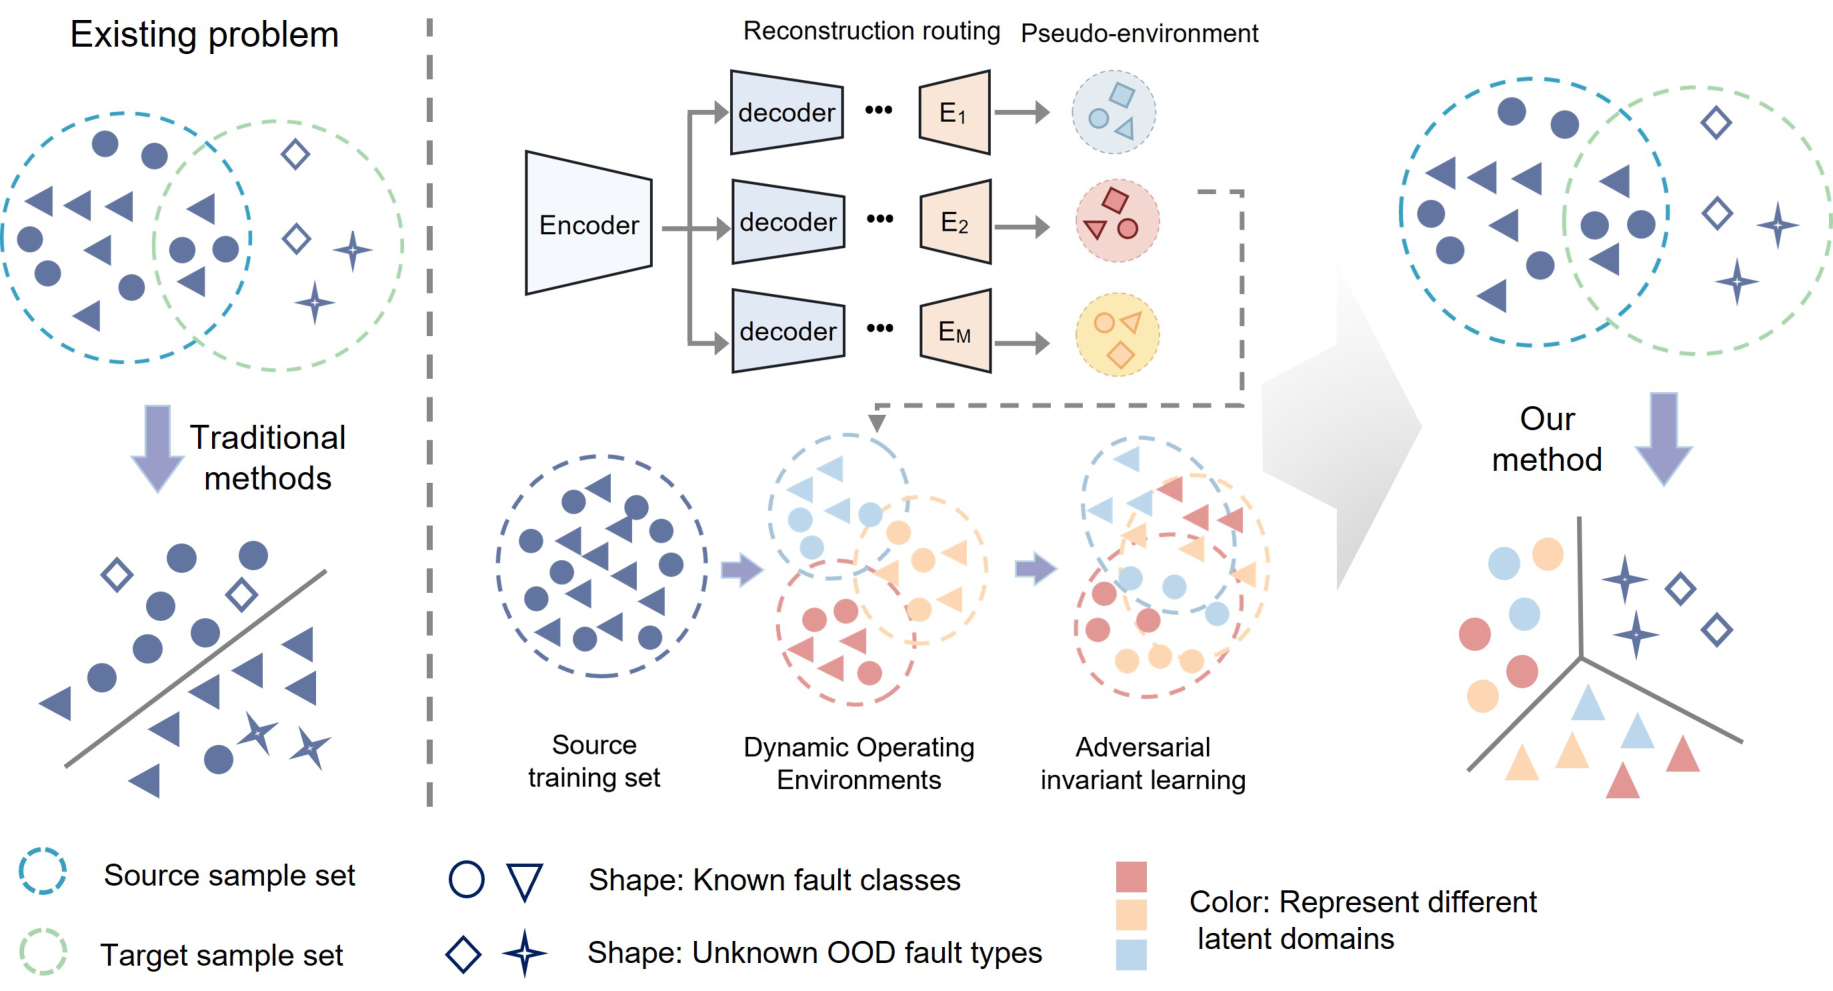 Existing problem
Traditional
methods
Reconstruction routing
Pseudo-environment
Encoder
decoder
••• 
E1
decoder
•••
E2
decoder
•••
EM
Source
training set
Dynamic Operating
Environments
Adversarial
invariant learning
Our
method
Source sample set
Target sample set
Shape: Known fault classes
Shape: Unknown OOD fault types
Color: Represent different
latent domains